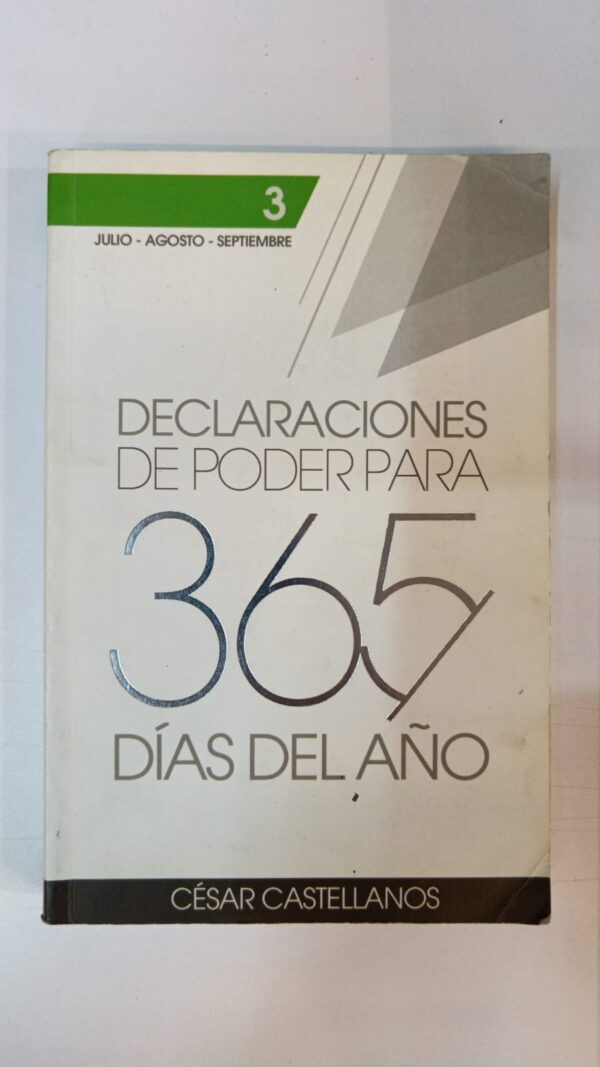 3
JULIO - AGOSTO - SEPTIEMBRE
DECLARACIONES
DE PODER PARA
365
DÍAS DEL AÑO
CÉSAR CASTELLANOS